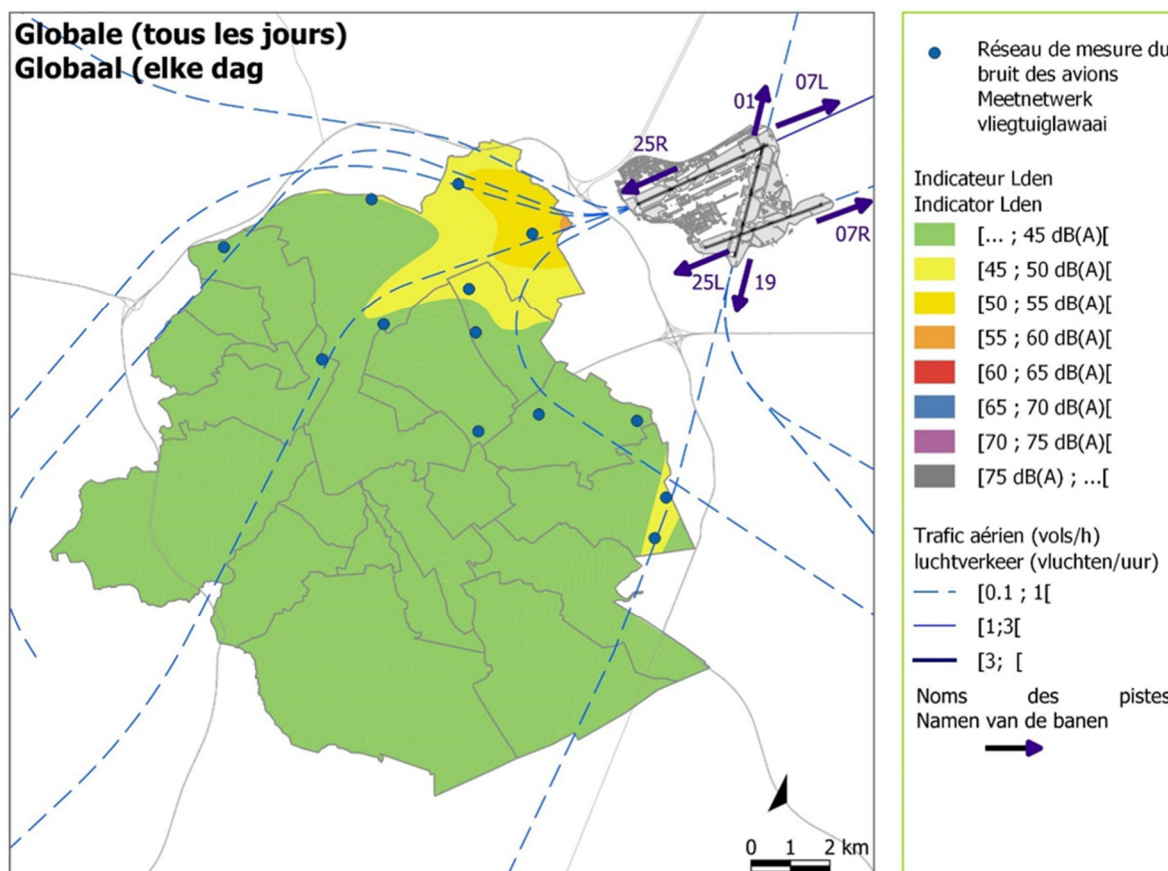 Globale (tous les jours)
Globaal (elke dag
01
07L
25R
07R
25L
19
0 1 2 km
Réseau de mesure du
bruit des avions
Meetnetwerk
vliegtuiglawaai
Indicateur Lden
Indicator Lden
[... ; 45 dB(A)[
[45 ; 50 dB(A)[
[50 ; 55 dB(A)[
[55 ; 60 dB(A)[
[60 ; 65 dB(A)[
[65 ; 70 dB(A)[
[70 ; 75 dB(A)[
[75 dB(A) ; ...[
Trafic aérien (vols/h)
luchtverkeer (vluchten/uur)
[0.1 ; 1[
[1;3[
[3; [
Noms des pistes
Namen van de banen